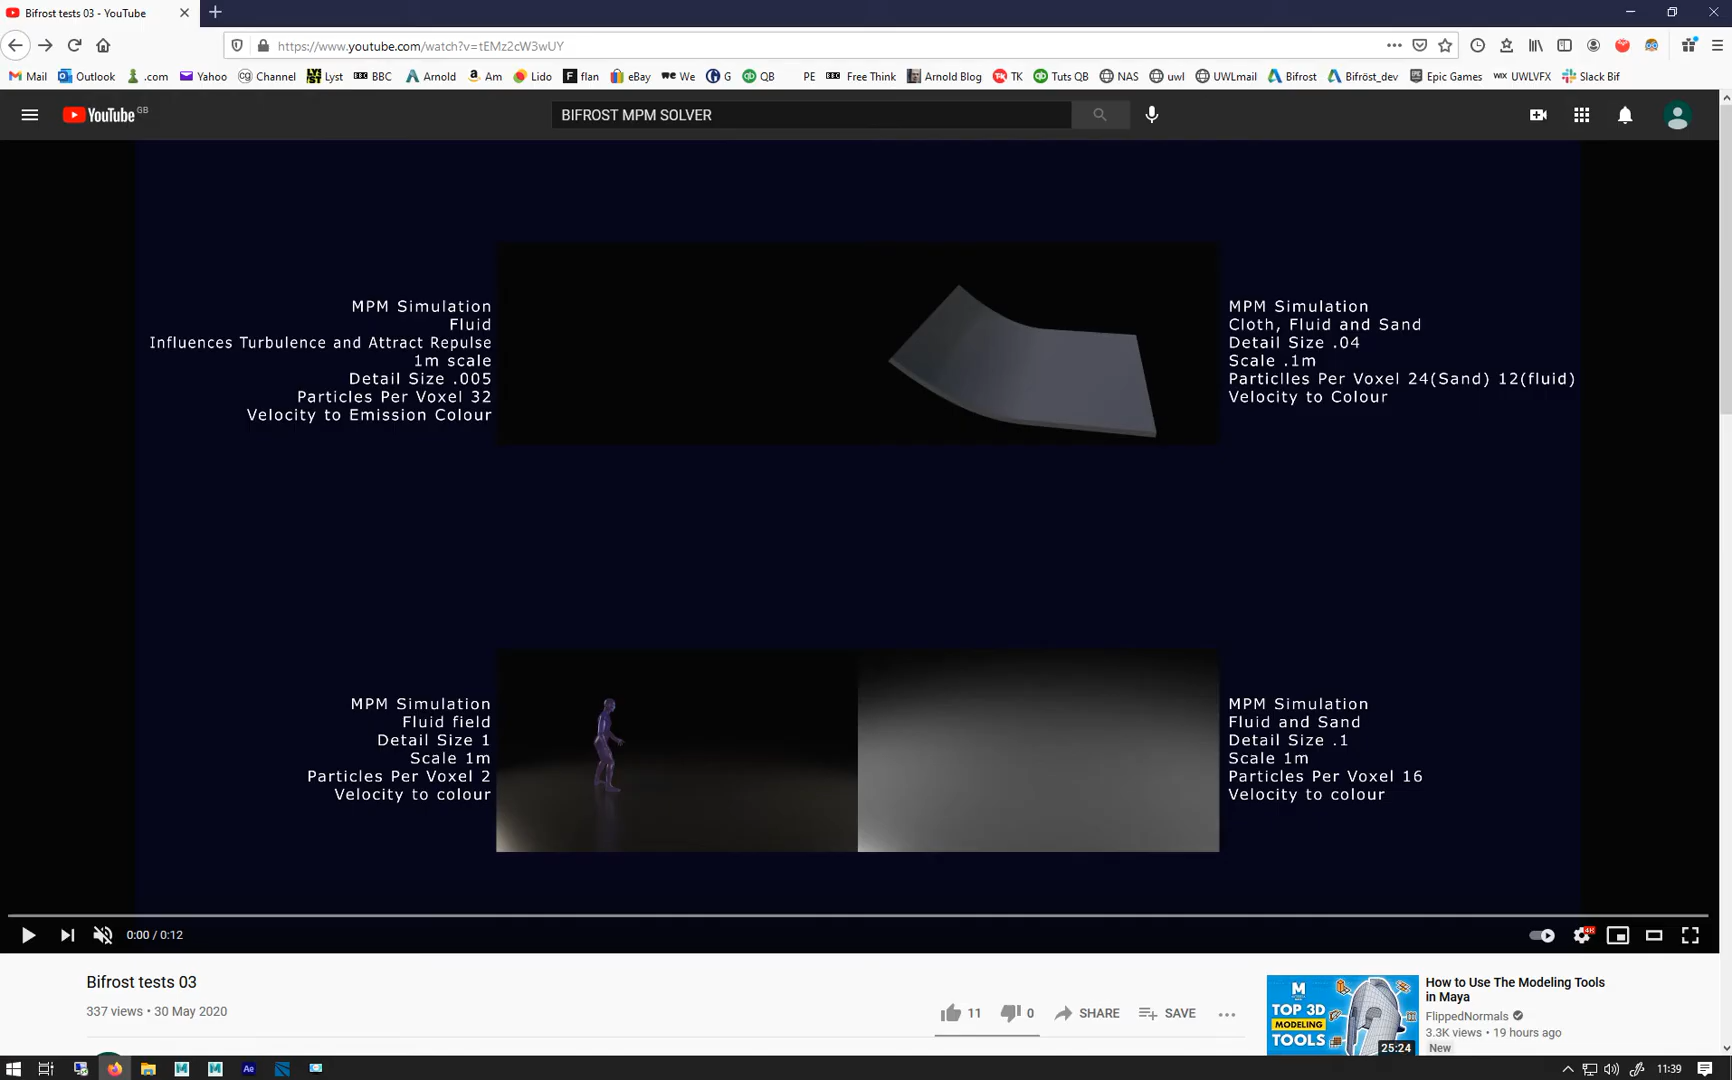 Bifrost tests 03 - YouTube
https://www.youtube.com/watch?v=tEMz2cW3wUY
Mail Outlook .com Yahoo Channel Lyst BBC Arnold Am Lido flan eBay We G QB PE Free Think Arnold Blog TK Tuts QB NAS uwl UWLmail Bifrost Bifröst_dev Epic Games UWLVFX Slack Bif
YouTube GB
BIFROST MPM SOLVER
MPM Simulation
Fluid
Influences Turbulence and Attract Repulse
1m scale
Detail Size .005
Particles Per Voxel 32
Velocity to Emission Colour
MPM Simulation
Cloth, Fluid and Sand
Detail Size .04
Scale .1m
Particlles Per Voxel 24(Sand) 12(fluid)
Velocity to Colour
MPM Simulation
Fluid field
Detail Size 1
Scale 1m
Particles Per Voxel 2
Velocity to colour
MPM Simulation
Fluid and Sand
Detail Size .1
Scale 1m
Particles Per Voxel 16
Velocity to colour
0:00 / 0:12
4K
Bifrost tests 03
337 views • 30 May 2020
11 0 SHARE SAVE
M
TOP 3D
MODELING
TOOLS
25:24
How to Use The Modeling Tools
in Maya
FlippedNormals
3.3K views • 19 hours ago
New
Ae
11:39